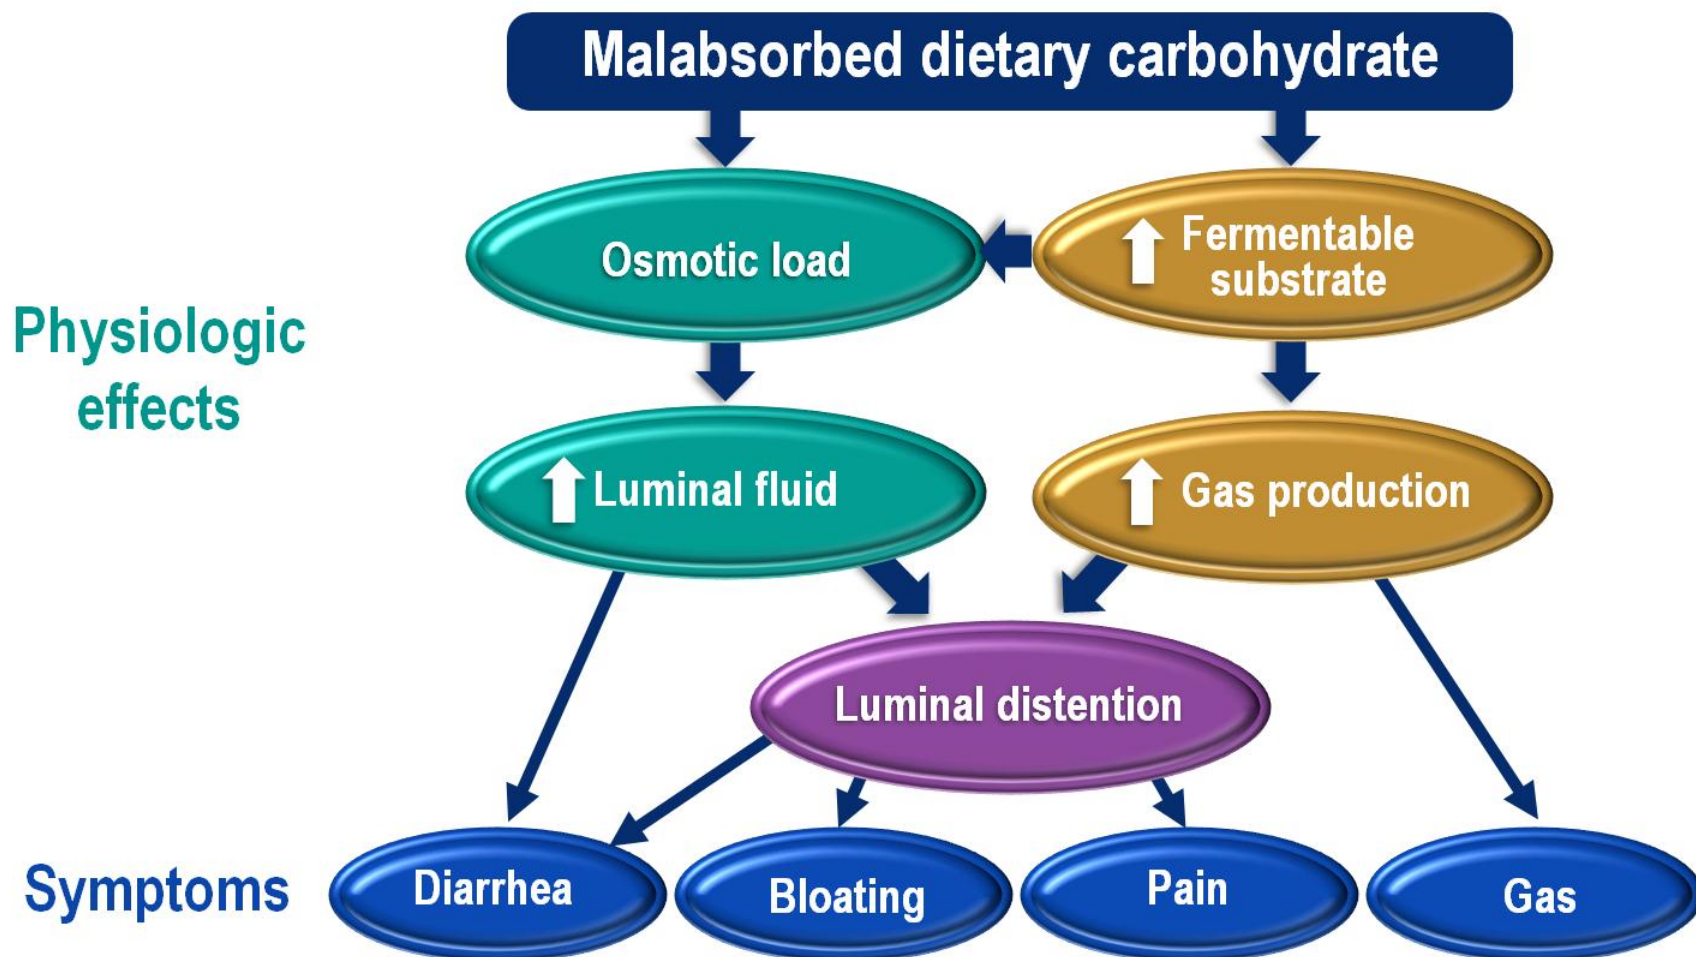 Malabsorbed dietary carbohydrate
Osmotic load
Fermentable
substrate
Physiologic
effects
Luminal fluid
Gas production
Luminal distention
Symptoms
Diarrhea
Bloating
Pain
Gas